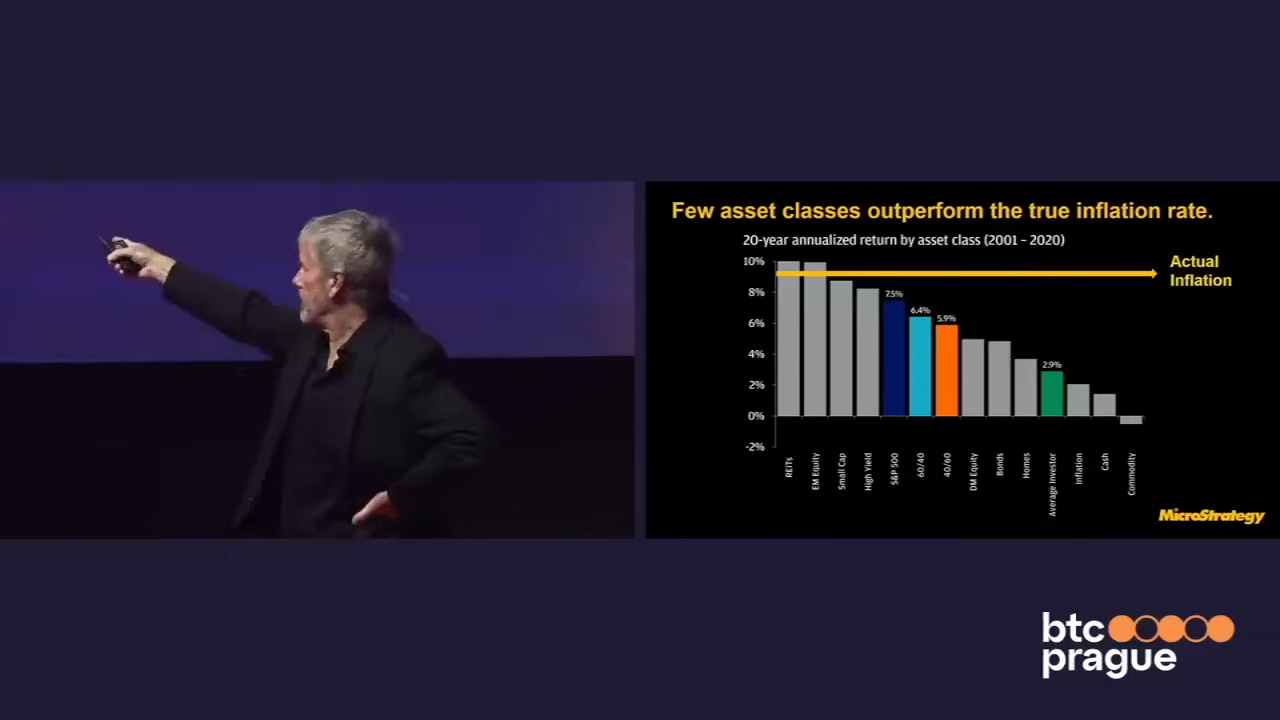 Few asset classes outperform the true inflation rate.
20-year annualized return by asset class (2001 – 2020)
Actual
Inflation
10%
8%
6%
4%
2%
0%
-2%
7.5%
6.4%
5.9%
2.9%
REITs
EM Equity
Small Cap
High Yield
S&P 500
60/40
40/60
DM Equity
Bonds
Homes
Average Investor
Inflation
Cash
Commodity
MicroStrategy
btc
prague